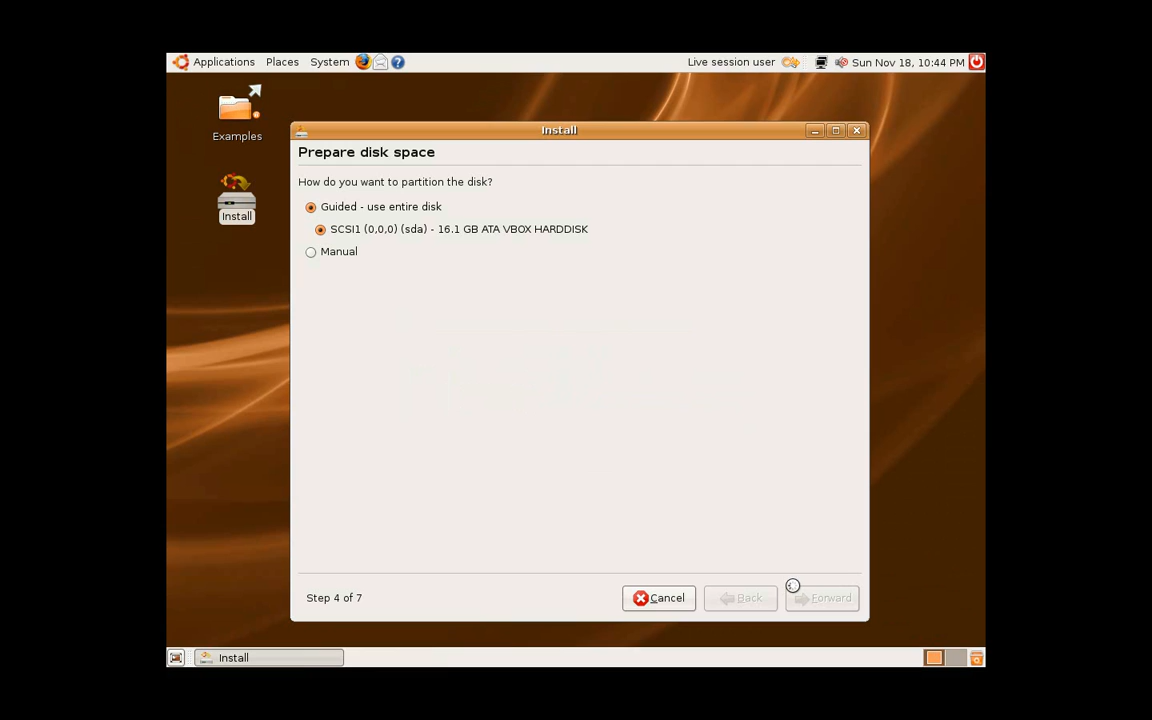 Applications Places System
Live session user
Sun Nov 18, 10:44 PM
Examples
Install
Install
Prepare disk space
How do you want to partition the disk?
Guided - use entire disk
SCSI1 (0,0,0) (sda) - 16.1 GB ATA VBOX HARDDISK
Manual
Step 4 of 7
Cancel
Back
Forward
Install